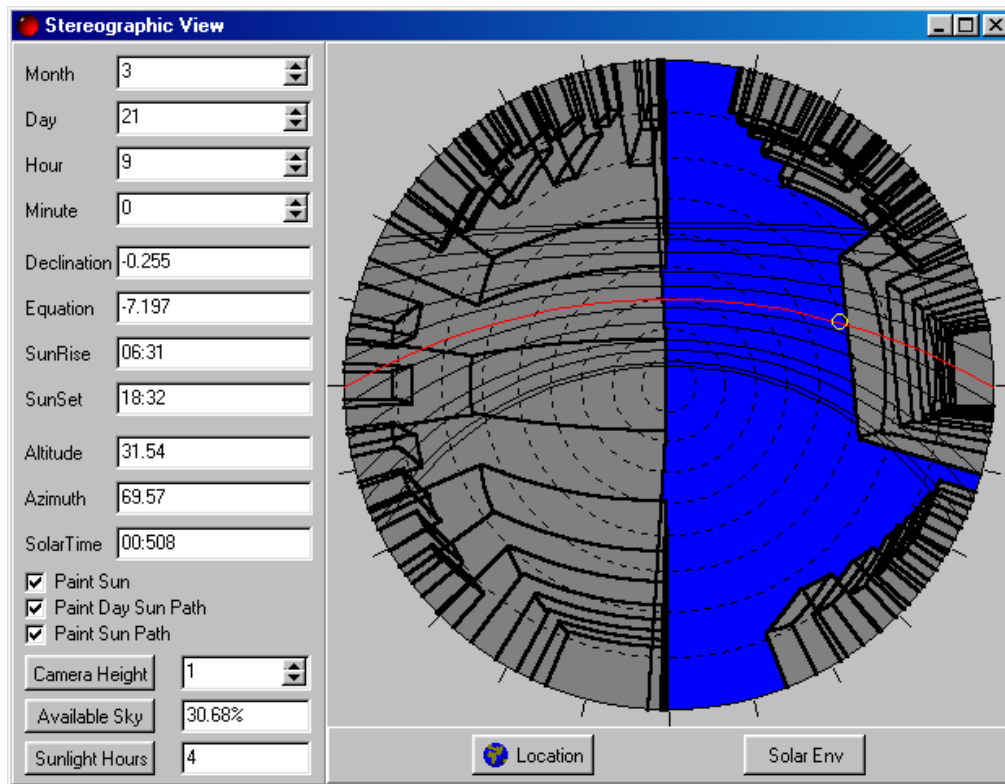 Stereographic View
Month 3
Day 21
Hour 9
Minute 0
Declination -0.255
Equation -7.197
SunRise 06:31
SunSet 18:32
Altitude 31.54
Azimuth 69.57
SolarTime 00:508
Paint Sun
Paint Day Sun Path
Paint Sun Path
Camera Height 1
Available Sky 30.68%
Sunlight Hours 4
Location Solar Env